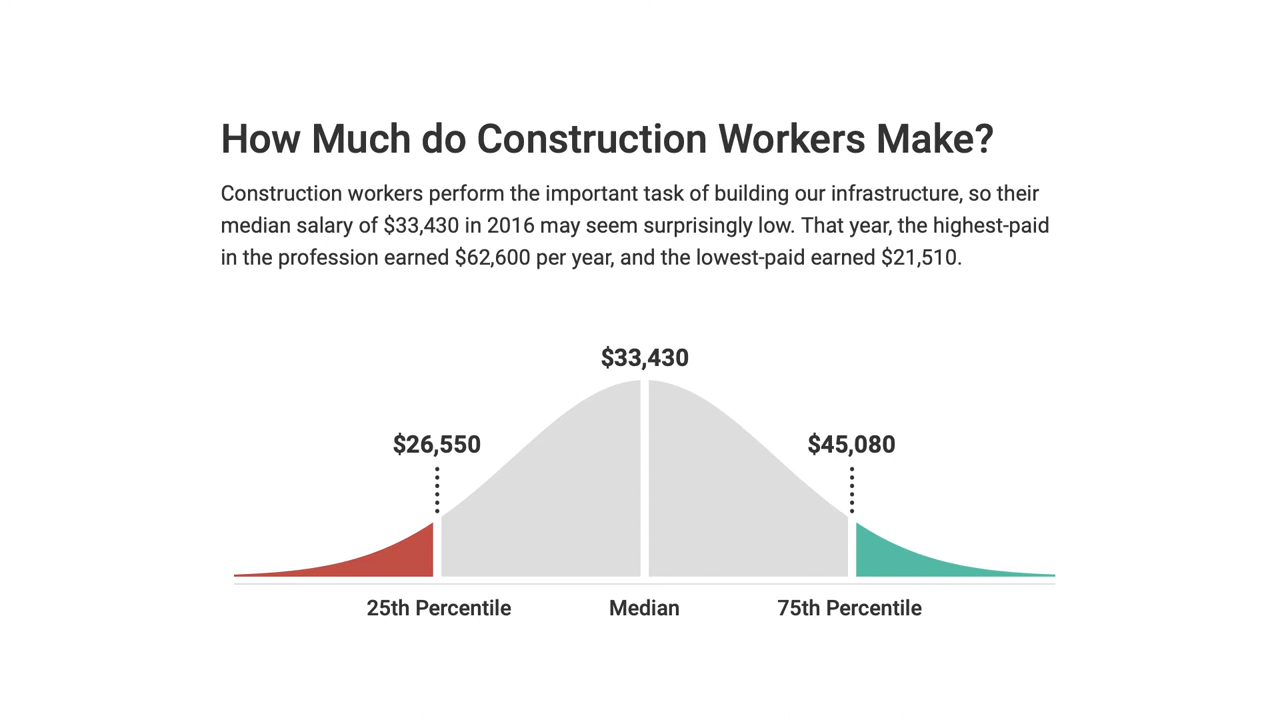 How Much do Construction Workers Make?
Construction workers perform the important task of building our infrastructure, so their
median salary of $33,430 in 2016 may seem surprisingly low. That year, the highest-paid
in the profession earned $62,600 per year, and the lowest-paid earned $21,510.
$33,430
$26,550
$45,080
25th Percentile
Median
75th Percentile